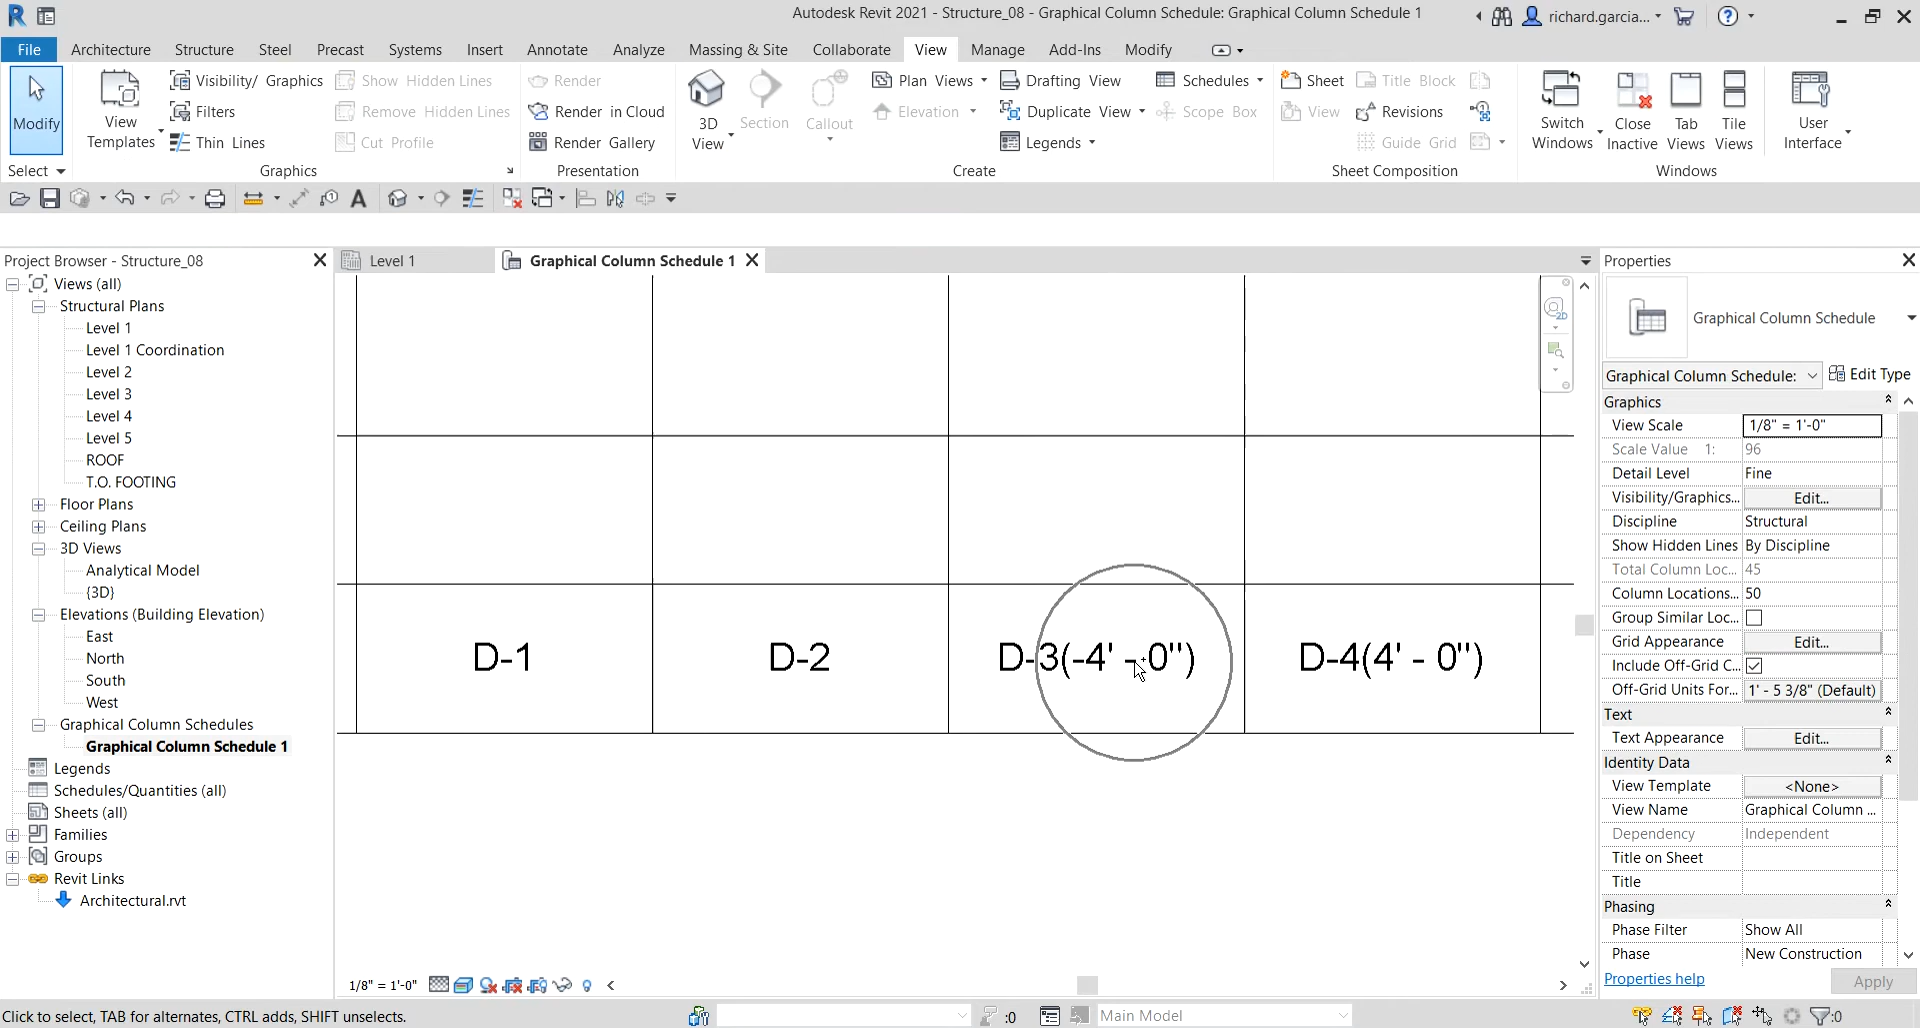 Autodesk Revit 2021 - Structure_08 - Graphical Column Schedule: Graphical Column Schedule 1
richard.garcia...
File Architecture Structure Steel Precast Systems Insert Annotate Analyze Massing & Site Collaborate View Manage Add-Ins Modify
Modify
Select
View Templates
Visibility/ Graphics
Filters
Thin Lines
Show Hidden Lines
Remove Hidden Lines
Cut Profile
Graphics
Render
Render in Cloud
Render Gallery
Presentation
3D View
Section
Callout
Plan Views
Elevation
Drafting View
Duplicate View
Legends
Schedules
Scope Box
Create
Sheet
View
Title Block
Revisions
Guide Grid
Sheet Composition
Switch Windows
Close Inactive
Tab Views
Tile Views
Windows
User Interface
Project Browser - Structure_08
Views (all)
Structural Plans
Level 1
Level 1 Coordination
Level 2
Level 3
Level 4
Level 5
ROOF
T.O. FOOTING
Floor Plans
Ceiling Plans
3D Views
Analytical Model
{3D}
Elevations (Building Elevation)
East
North
South
West
Graphical Column Schedules
Graphical Column Schedule 1
Legends
Schedules/Quantities (all)
Sheets (all)
Families
Groups
Revit Links
Architectural.rvt
Level 1
Graphical Column Schedule 1
2D
D-1 D-2 D-3(-4' - 0") D-4(4' - 0")
1/8" = 1'-0"
Properties
Graphical Column Schedule
Graphical Column Schedule: Edit Type
Graphics
View Scale 1/8" = 1'-0"
Scale Value 1: 96
Detail Level Fine
Visibility/Graphics... Edit...
Discipline Structural
Show Hidden Lines By Discipline
Total Column Loc... 45
Column Locations... 50
Group Similar Loc...
Grid Appearance Edit...
Include Off-Grid C...
Off-Grid Units For... 1' - 5 3/8" (Default)
Text
Text Appearance Edit...
Identity Data
View Template <None>
View Name Graphical Column ...
Dependency Independent
Title on Sheet
Title
Phasing
Phase Filter Show All
Phase New Construction
Properties help Apply
Click to select, TAB for alternates, CTRL adds, SHIFT unselects.
:0
Main Model
:0